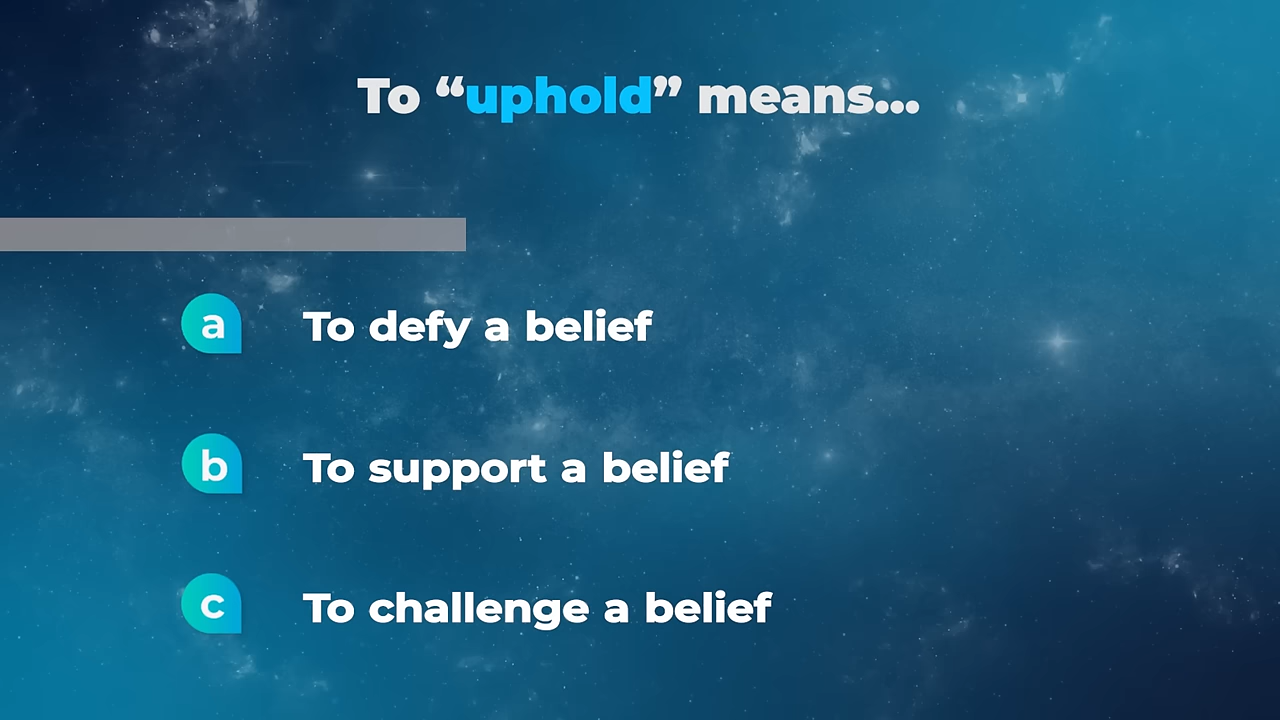 To “uphold” means...
a To defy a belief
b To support a belief
c To challenge a belief